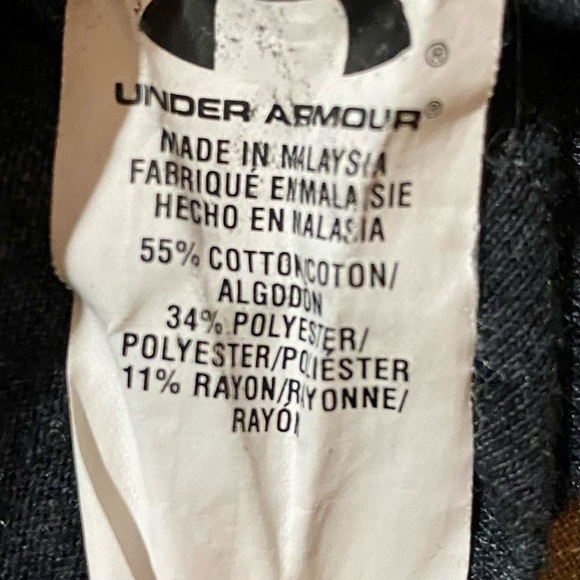 ®
UNDER ARMOUR®
MADE IN MALAYSIA
FABRIQUÉ EN MALAISIE
HECHO EN MALASIA
55% COTTON/COTON/
ALGODÓN
34% POLYESTER/
POLYESTER/POLIÉSTER
11% RAYON/RAYONNE/
RAYÓN